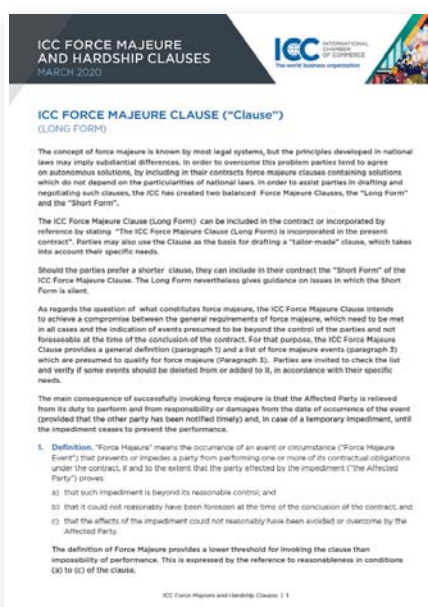 ICC FORCE MAJEURE
AND HARDSHIP CLAUSES
MARCH 2020
ICC INTERNATIONAL
CHAMBER
OF COMMERCE
The world business organization
ICC FORCE MAJEURE CLAUSE (“Clause”)
(LONG FORM)
The concept of force majeure is known by most legal systems, but the principles developed in national
laws may imply substantial differences. In order to overcome this problem parties tend to agree
on autonomous solutions, by including in their contracts force majeure clauses containing solutions
which do not depend on the particularities of national laws. In order to assist parties in drafting and
negotiating such clauses, the ICC has created two balanced Force Majeure Clauses, the “Long Form”
and the “Short Form”.
The ICC Force Majeure Clause (Long Form) can be included in the contract or incorporated by
reference by stating “The ICC Force Majeure Clause (Long Form) is incorporated in the present
contract”. Parties may also use the Clause as the basis for drafting a “tailor-made” clause, which takes
into account their specific needs.
Should the parties prefer a shorter clause, they can include in their contract the “Short Form” of the
ICC Force Majeure Clause. The Long Form nevertheless gives guidance on issues in which the Short
Form is silent.
As regards the question of what constitutes force majeure, the ICC Force Majeure Clause intends
to achieve a compromise between the general requirements of force majeure, which need to be met
in all cases and the indication of events presumed to be beyond the control of the parties and not
foreseeable at the time of the conclusion of the contract. For that purpose, the ICC Force Majeure
Clause provides a general definition (paragraph 1) and a list of force majeure events (paragraph 3)
which are presumed to qualify for force majeure (Paragraph 3). Parties are invited to check the list
and verify if some events should be deleted from or added to it, in accordance with their specific
needs.
The main consequence of successfully invoking force majeure is that the Affected Party is relieved
from its duty to perform and from responsibility or damages from the date of occurrence of the event
(provided that the other party has been notified timely) and, in case of a temporary impediment, until
the impediment ceases to prevent the performance.
1. Definition. “Force Majeure” means the occurrence of an event or circumstance (“Force Majeure
Event”) that prevents or impedes a party from performing one or more of its contractual obligations
under the contract, if and to the extent that the party affected by the impediment (“the Affected
Party”) proves:
a) that such impediment is beyond its reasonable control; and
b) that it could not reasonably have been foreseen at the time of the conclusion of the contract; and
c) that the effects of the impediment could not reasonably have been avoided or overcome by the
Affected Party.
The definition of Force Majeure provides a lower threshold for invoking the clause than
impossibility of performance. This is expressed by the reference to reasonableness in conditions
(a) to (c) of the clause.
ICC Force Majeure and Hardship Clauses | 1